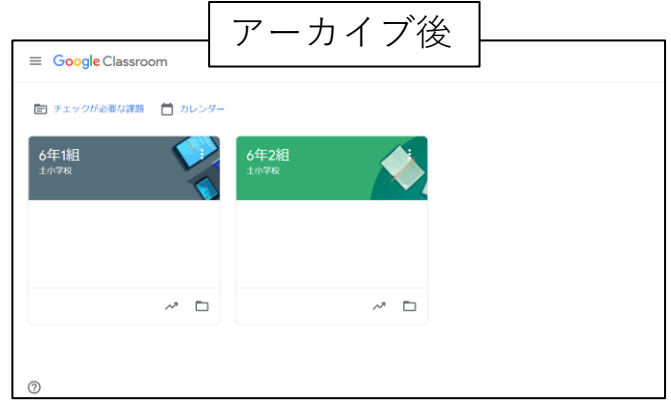 アーカイブ後
Google Classroom
チェックが必要な課題 カレンダー
6年1組
土小学校
6年2組
土小学校